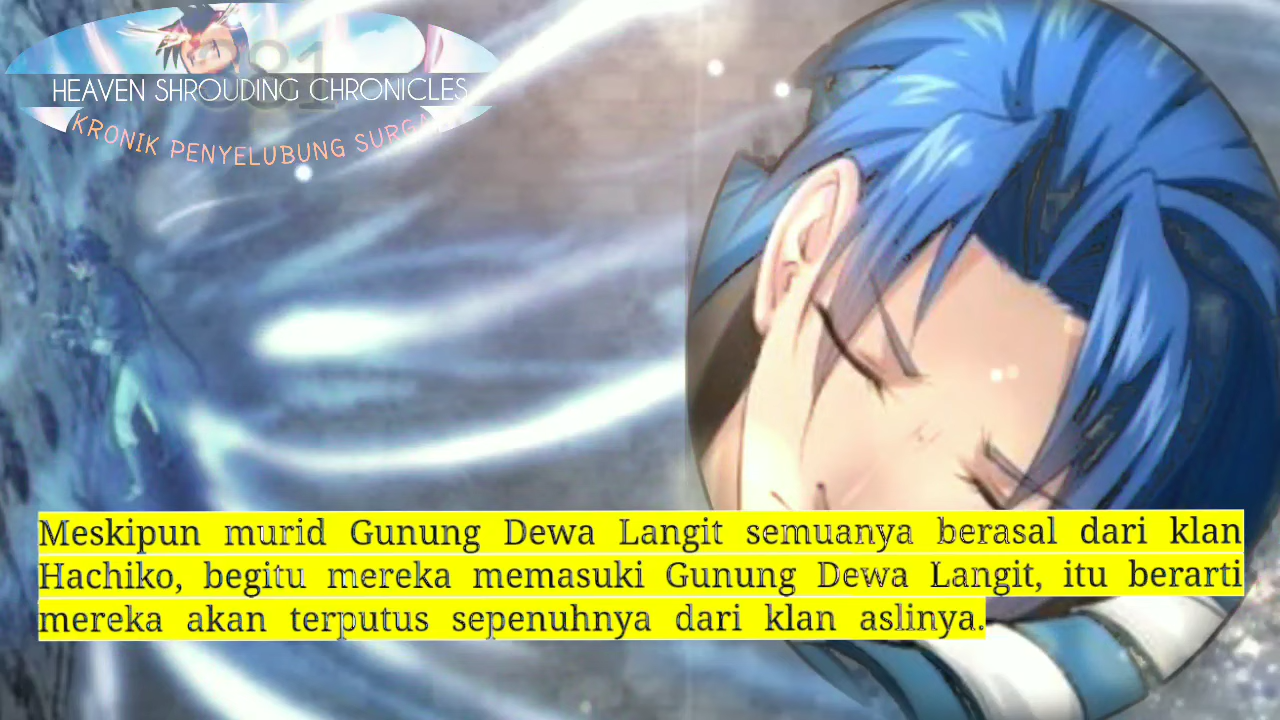 HEAVEN SHROUDING CHRONICLES
KRONIK PENYELUBUNG SURGA
Meskipun murid Gunung Dewa Langit semuanya berasal dari klan
Hachiko, begitu mereka memasuki Gunung Dewa Langit, itu berarti
mereka akan terputus sepenuhnya dari klan aslinya.